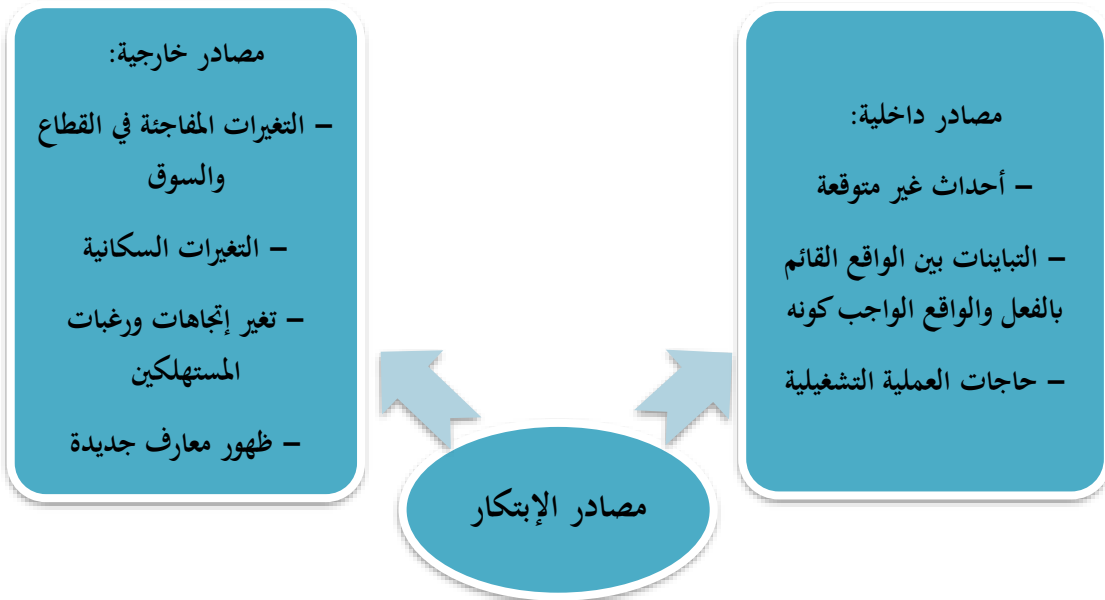 مصادر داخلية:
– أحداث غير متوقعة
– التباينات بين الواقع القائم
بالفعل والواقع الواجب كونه
– حاجات العملية التشغيلية
مصادر خارجية:
– التغيرات المفاجئة في القطاع
والسوق
– التغيرات السكانية
– تغير إتجاهات ورغبات
المستهلكين
– ظهور معارف جديدة
مصادر الإبتكار